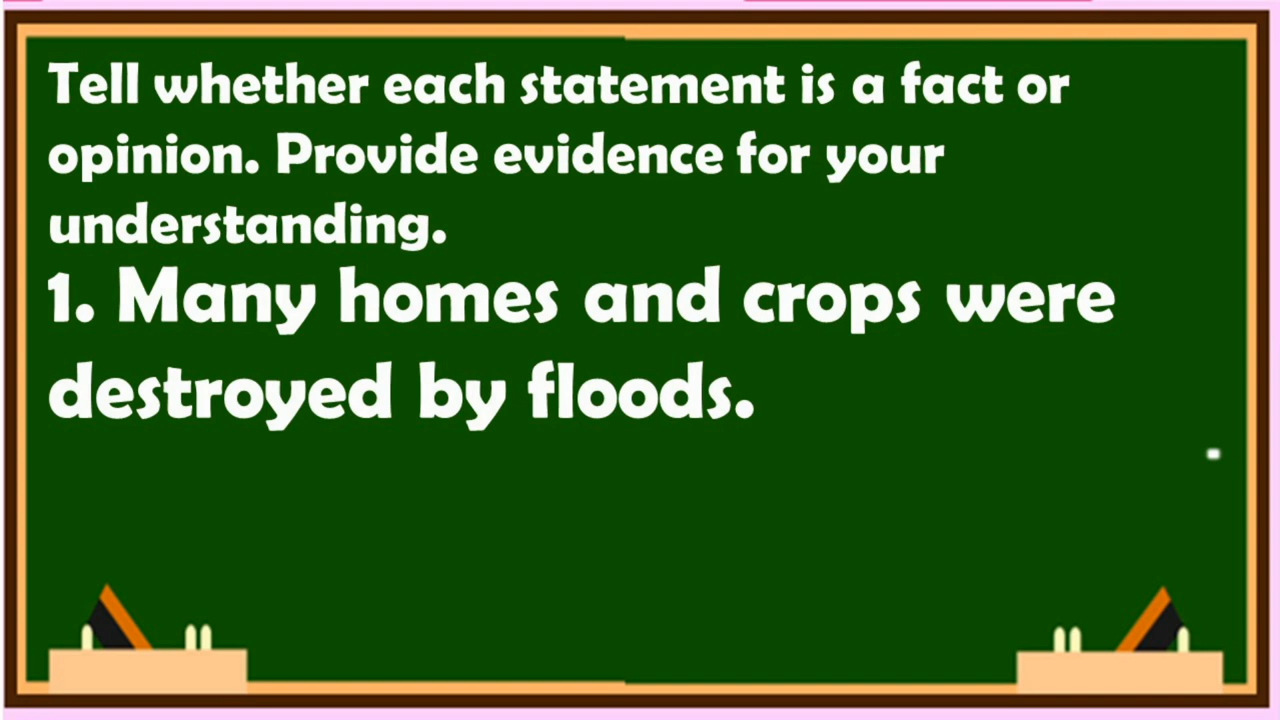 Tell whether each statement is a fact or
opinion. Provide evidence for your
understanding.
1. Many homes and crops were
destroyed by floods.